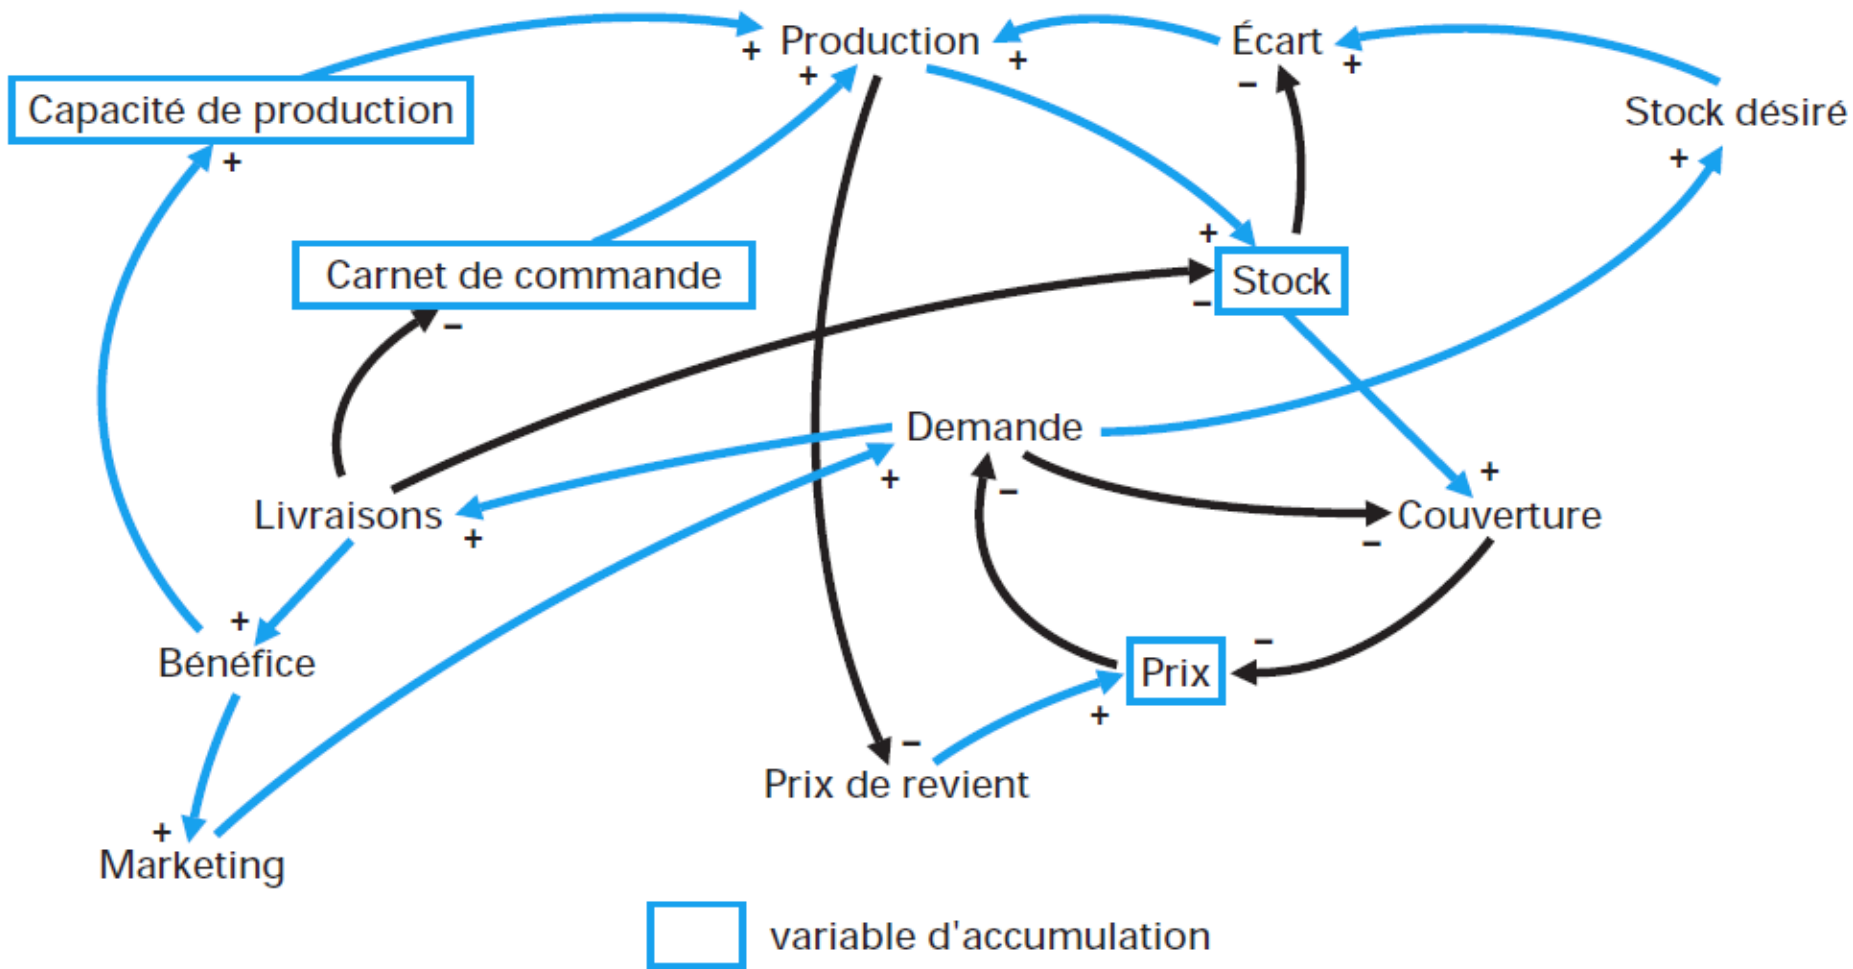 Production
Écart
+
+
+
+
Capacité de production
-
Stock désiré
+
+
+
Carnet de commande
Stock
-
-
Demande
+
+
-
Livraisons
Couverture
+
-
+
-
Bénéfice
Prix
+
-
Prix de revient
+
Marketing
variable d'accumulation